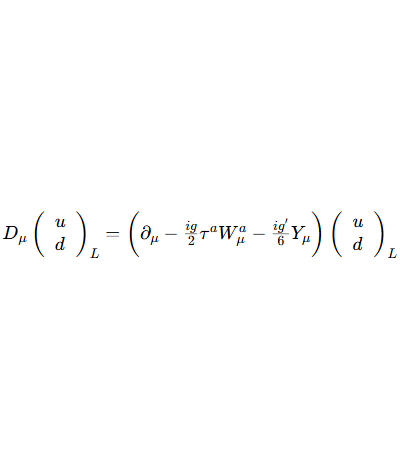 $D_\mu \begin{pmatrix} u \\ d \end{pmatrix}_L = \left( \partial_\mu - \frac{ig}{2} \tau^a W^a_\mu - \frac{ig'}{6} Y_\mu \right) \begin{pmatrix} u \\ d \end{pmatrix}_L$